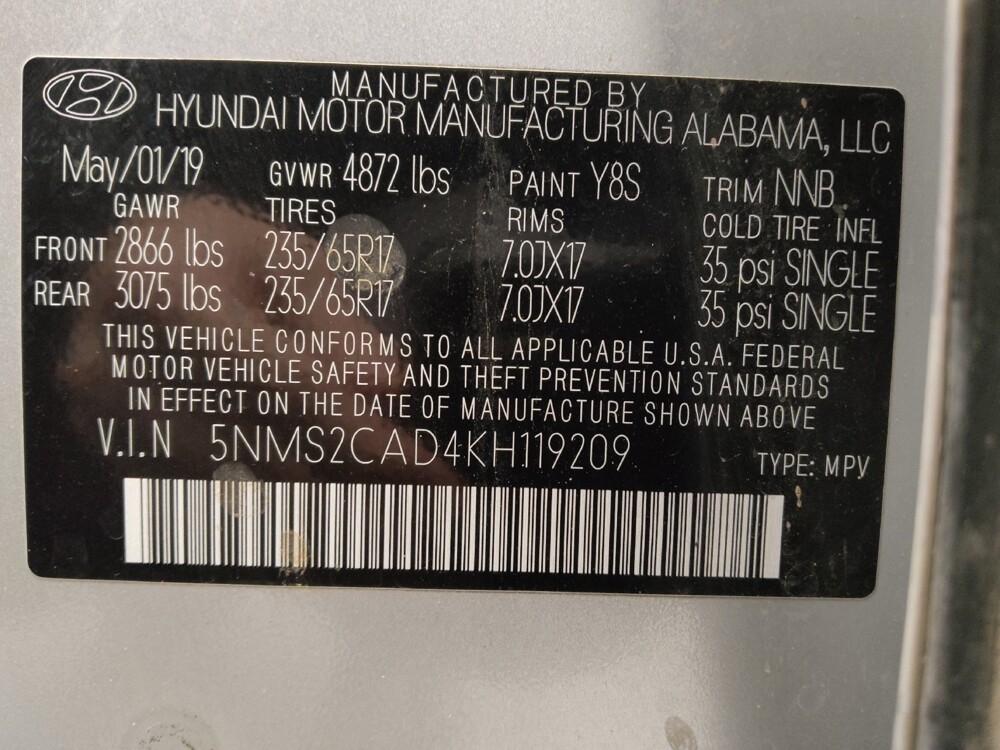 MANUFACTURED BY
HYUNDAI MOTOR MANUFACTURING ALABAMA, LLC
May/01/19 GVWR 4872 lbs PAINT Y8S TRIM NNB
GAWR TIRES RIMS COLD TIRE INFL
FRONT 2866 lbs 235/65R17 7.0JX17 35 psi SINGLE
REAR 3075 lbs 235/65R17 7.0JX17 35 psi SINGLE
THIS VEHICLE CONFORMS TO ALL APPLICABLE U.S.A. FEDERAL
MOTOR VEHICLE SAFETY AND THEFT PREVENTION STANDARDS
IN EFFECT ON THE DATE OF MANUFACTURE SHOWN ABOVE
V.I.N 5NMS2CAD4KH119209 TYPE: MPV